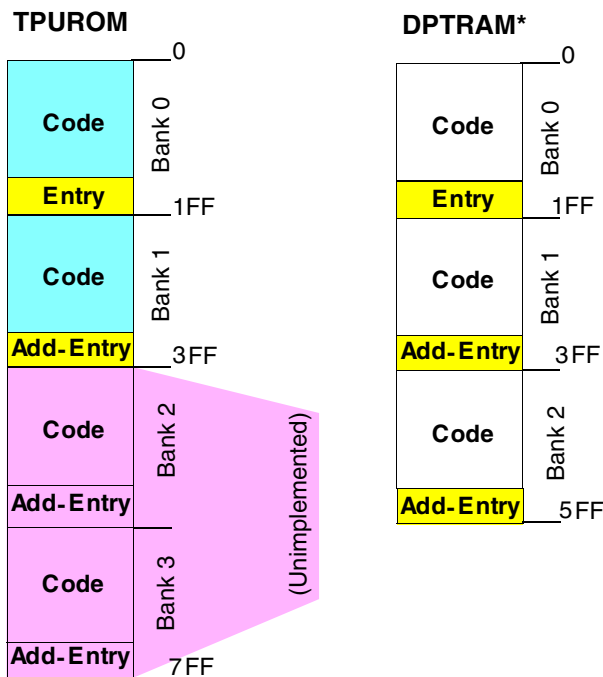 TPUROM
0
Code
Bank 0
Entry
1FF
Code
Bank 1
Add-Entry
3FF
Code
Bank 2
Add-Entry
(Unimplemented)
Code
Bank 3
Add-Entry
7FF
DPTRAM*
0
Code
Bank 0
Entry
1FF
Code
Bank 1
Add-Entry
3FF
Code
Bank 2
Add-Entry
5FF